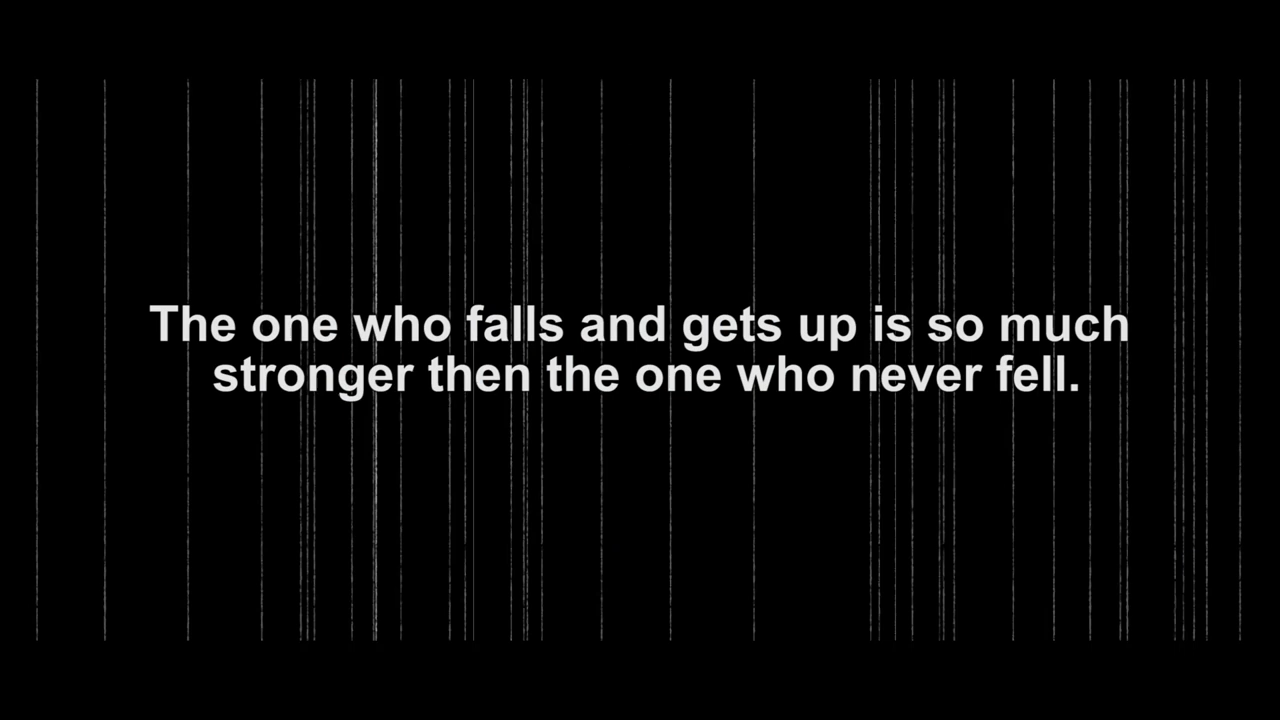 The one who falls and gets up is so much
stronger then the one who never fell.